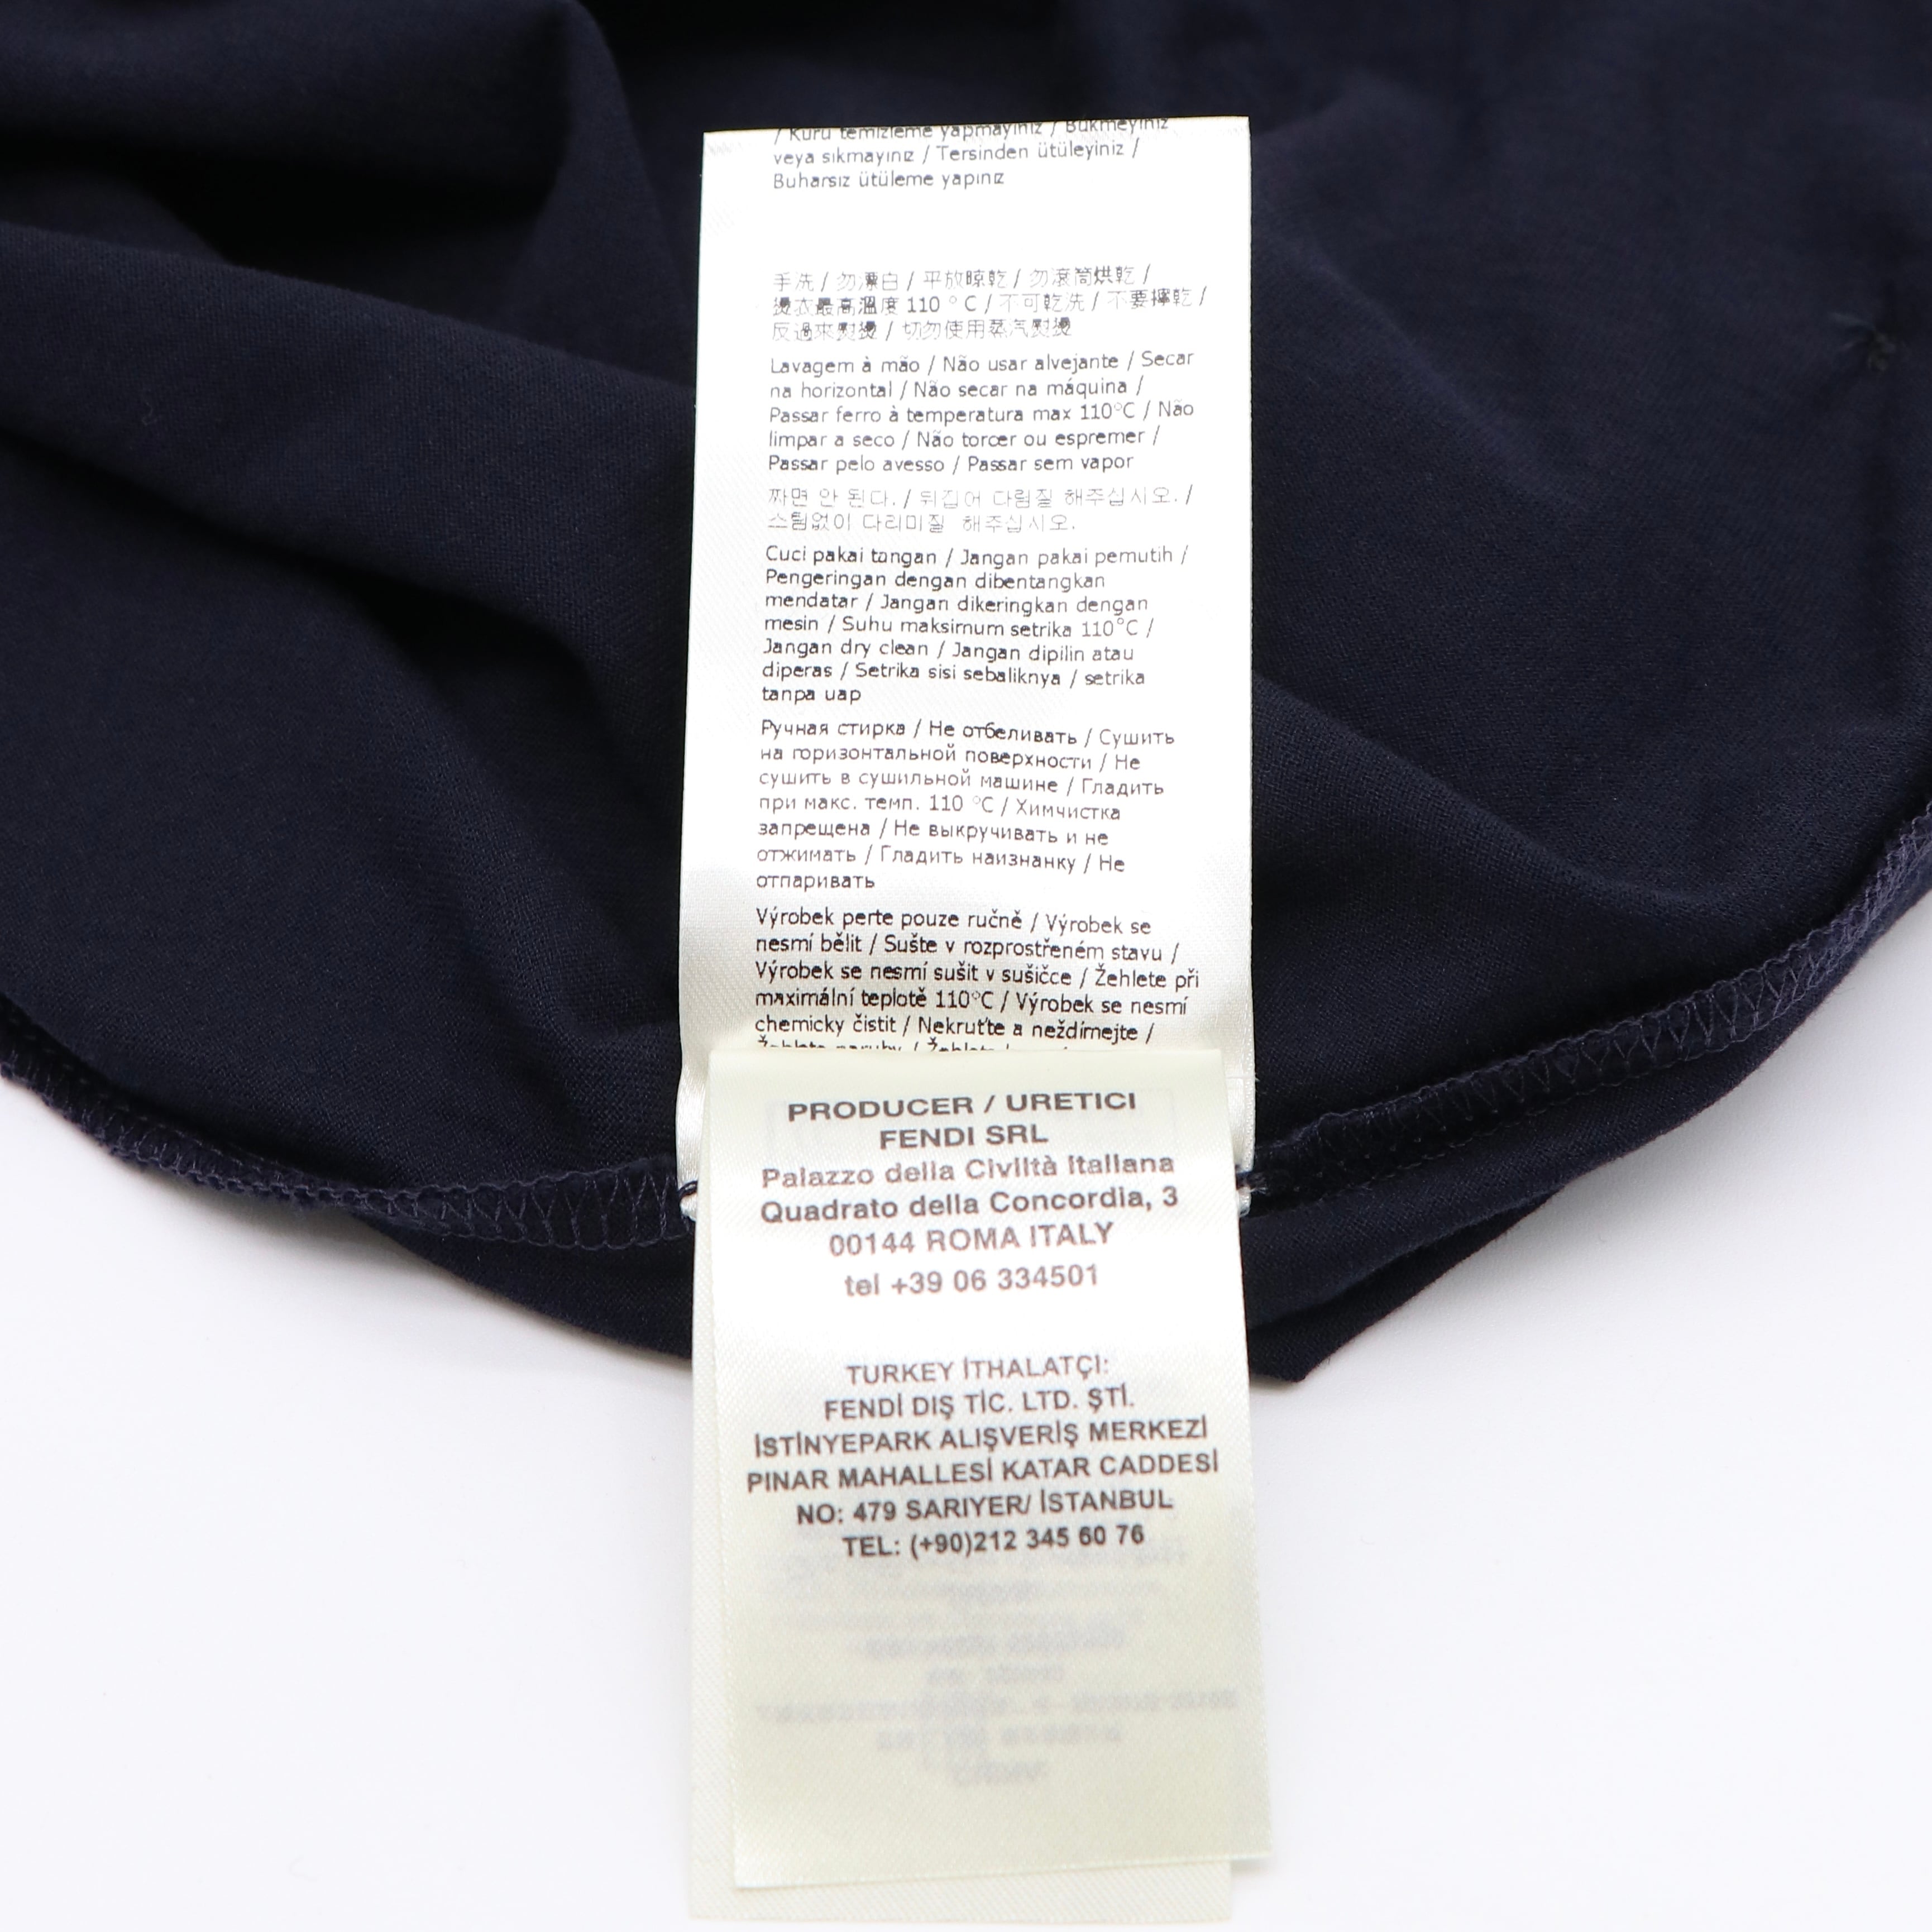 / Kuru temizleme yapmayınız / Bükmeyiniz
veya sıkmayınız / Tersinden ütüleyiniz /
Buharsız ütüleme yapınız
手洗 / 勿漂白 / 平放晾乾 / 勿滾筒烘乾 /
燙衣最高溫度 110 ° C / 不可乾洗 / 不要擰乾 /
反過來熨燙 / 切勿使用蒸汽熨燙
Lavagem à mão / Não usar alvejante / Secar
na horizontal / Não secar na máquina /
Passar ferro à temperatura max 110°C / Não
limpar a seco / Não torcer ou espremer /
Passar pelo avesso / Passar sem vapor
짜면 안 된다. / 뒤집어 다림질 해주십시오. /
스팀없이 다리미질 해주십시오.
Cuci pakai tangan / Jangan pakai pemutih /
Pengeringan dengan dibentangkan
mendatar / Jangan dikeringkan dengan
mesin / Suhu maksimum setrika 110°C /
Jangan dry clean / Jangan dipilin atau
diperas / Setrika sisi sebaliknya / setrika
tanpa uap
Ручная стирка / Не отбеливать / Сушить
на горизонтальной поверхности / Не
сушить в сушильной машине / Гладить
при макс. темп. 110 °C / Химчистка
запрещена / Не выкручивать и не
отжимать / Гладить наизнанку / Не
отпаривать
Výrobek perte pouze ručně / Výrobek se
nesmí bělit / Sušte v rozprostřeném stavu /
Výrobek se nesmí sušit v sušičce / Žehlete při
maximální teplotě 110°C / Výrobek se nesmí
chemicky čistit / Nekruťte a neždímejte /
Žehlete naruby / Žehlete
PRODUCER / URETICI
FENDI SRL
Palazzo della Civiltà Italiana
Quadrato della Concordia, 3
00144 ROMA ITALY
tel +39 06 334501
TURKEY İTHALATÇI:
FENDİ DIŞ TİC. LTD. ŞTİ.
İSTİNYEPARK ALIŞVERİŞ MERKEZİ
PINAR MAHALLESİ KATAR CADDESİ
NO: 479 SARIYER/ İSTANBUL
TEL: (+90)212 345 60 76